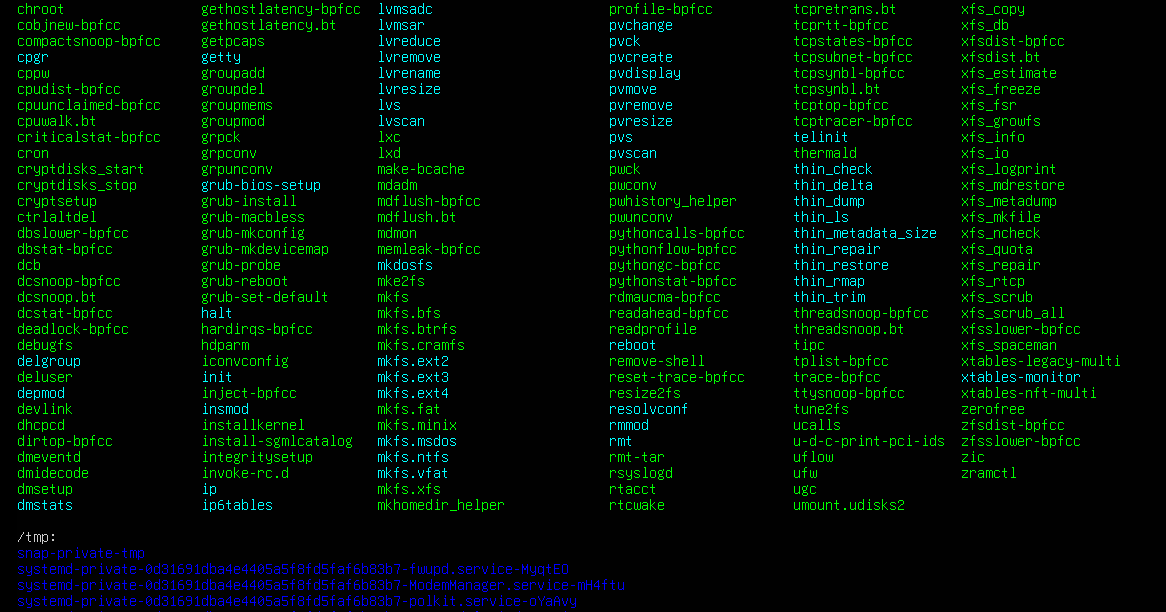 chroot gethostlatency-bpfcc lvmsadc profile-bpfcc tcpretrans.bt xfs_copy
cobjnew-bpfcc gethostlatency.bt lvmsar pvchange tcprtt-bpfcc xfs_db
compactsnoop-bpfcc getpcaps lvreduce pvck tcpstates-bpfcc xfsdist-bpfcc
cpgr getty lvremove pvcreate tcpsubnet-bpfcc xfsdist.bt
cppw groupadd lvrename pvdisplay tcpsynbl-bpfcc xfs_estimate
cpudist-bpfcc groupdel lvresize pvmove tcpsynbl.bt xfs_freeze
cpuunclaimed-bpfcc groupmems lvs pvremove tcptop-bpfcc xfs_fsr
cpuwalk.bt groupmod lvscan pvresize tcptracer-bpfcc xfs_growfs
criticalstat-bpfcc grpck lxc pvs telinit xfs_info
cron grpconv lxd pvscan thermald xfs_io
cryptdisks_start grpunconv make-bcache pwck thin_check xfs_logprint
cryptdisks_stop grub-bios-setup mdadm pwconv thin_delta xfs_mdrestore
cryptsetup grub-install mdflush-bpfcc pwhistory_helper thin_dump xfs_metadump
ctrlaltdel grub-macbless mdflush.bt pwunconv thin_ls xfs_mkfile
dbslower-bpfcc grub-mkconfig mdmon pythoncalls-bpfcc thin_metadata_size xfs_ncheck
dbstat-bpfcc grub-mkdevicemap memleak-bpfcc pythonflow-bpfcc thin_repair xfs_quota
dcb grub-probe mkdosfs pythongc-bpfcc thin_restore xfs_repair
dcsnoop-bpfcc grub-reboot mke2fs pythonstat-bpfcc thin_rmap xfs_rtcp
dcsnoop.bt grub-set-default mkfs rdmaucma-bpfcc thin_trim xfs_scrub
dcstat-bpfcc halt mkfs.bfs readahead-bpfcc threadsnoop-bpfcc xfs_scrub_all
deadlock-bpfcc hardirqs-bpfcc mkfs.btrfs readprofile threadsnoop.bt xfsslower-bpfcc
debugfs hdparm mkfs.cramfs reboot tipc xfs_spaceman
delgroup iconvconfig mkfs.ext2 remove-shell tplist-bpfcc xtables-legacy-multi
deluser init mkfs.ext3 reset-trace-bpfcc trace-bpfcc xtables-monitor
depmod inject-bpfcc mkfs.ext4 resize2fs ttysnoop-bpfcc xtables-nft-multi
devlink insmod mkfs.fat resolvconf tune2fs zerofree
dhcpcd installkernel mkfs.minix rmmod ucalls zfsdist-bpfcc
dirtop-bpfcc install-sgmlcatalog mkfs.msdos rmt u-d-c-print-pci-ids zfsslower-bpfcc
dmeventd integritysetup mkfs.ntfs rmt-tar uflow zic
dmidecode invoke-rc.d mkfs.vfat rsyslogd ufw zramctl
dmsetup ip mkfs.xfs rtacct ugc
dmstats ip6tables mkhomedir_helper rtcwake umount.udisks2
/tmp:
snap-private-tmp
systemd-private-0d31691dba4e4405a5f8fd5faf6b83b7-fwupd.service-MyqtEO
systemd-private-0d31691dba4e4405a5f8fd5faf6b83b7-ModemManager.service-mH4ftu
systemd-private-0d31691dba4e4405a5f8fd5faf6b83b7-polkit.service-aYaAvy